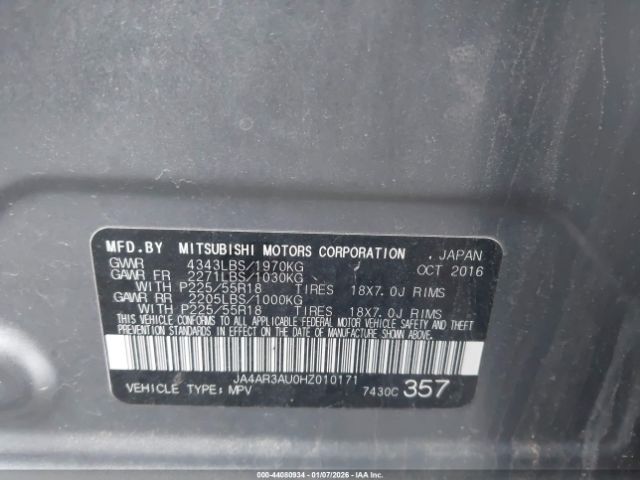 MFD.BY MITSUBISHI MOTORS CORPORATION , JAPAN
GVWR 4343LBS/1970KG OCT 2016
GAWR FR 2271LBS/1030KG
WITH P225/55R18 TIRES 18X7.0J RIMS
GAWR RR 2205LBS/1000KG
WITH P225/55R18 TIRES 18X7.0J RIMS
THIS VEHICLE CONFORMS TO ALL APPLICABLE FEDERAL MOTOR VEHICLE SAFETY AND THEFT
PREVENTION STANDARDS IN EFFECT ON THE DATE OF MANUFACTURE SHOWN ABOVE.
JA4AR3AU0HZ010171
VEHICLE TYPE: MPV 7430C 357
000-44080934 - 01/07/2026 - IAAHTX